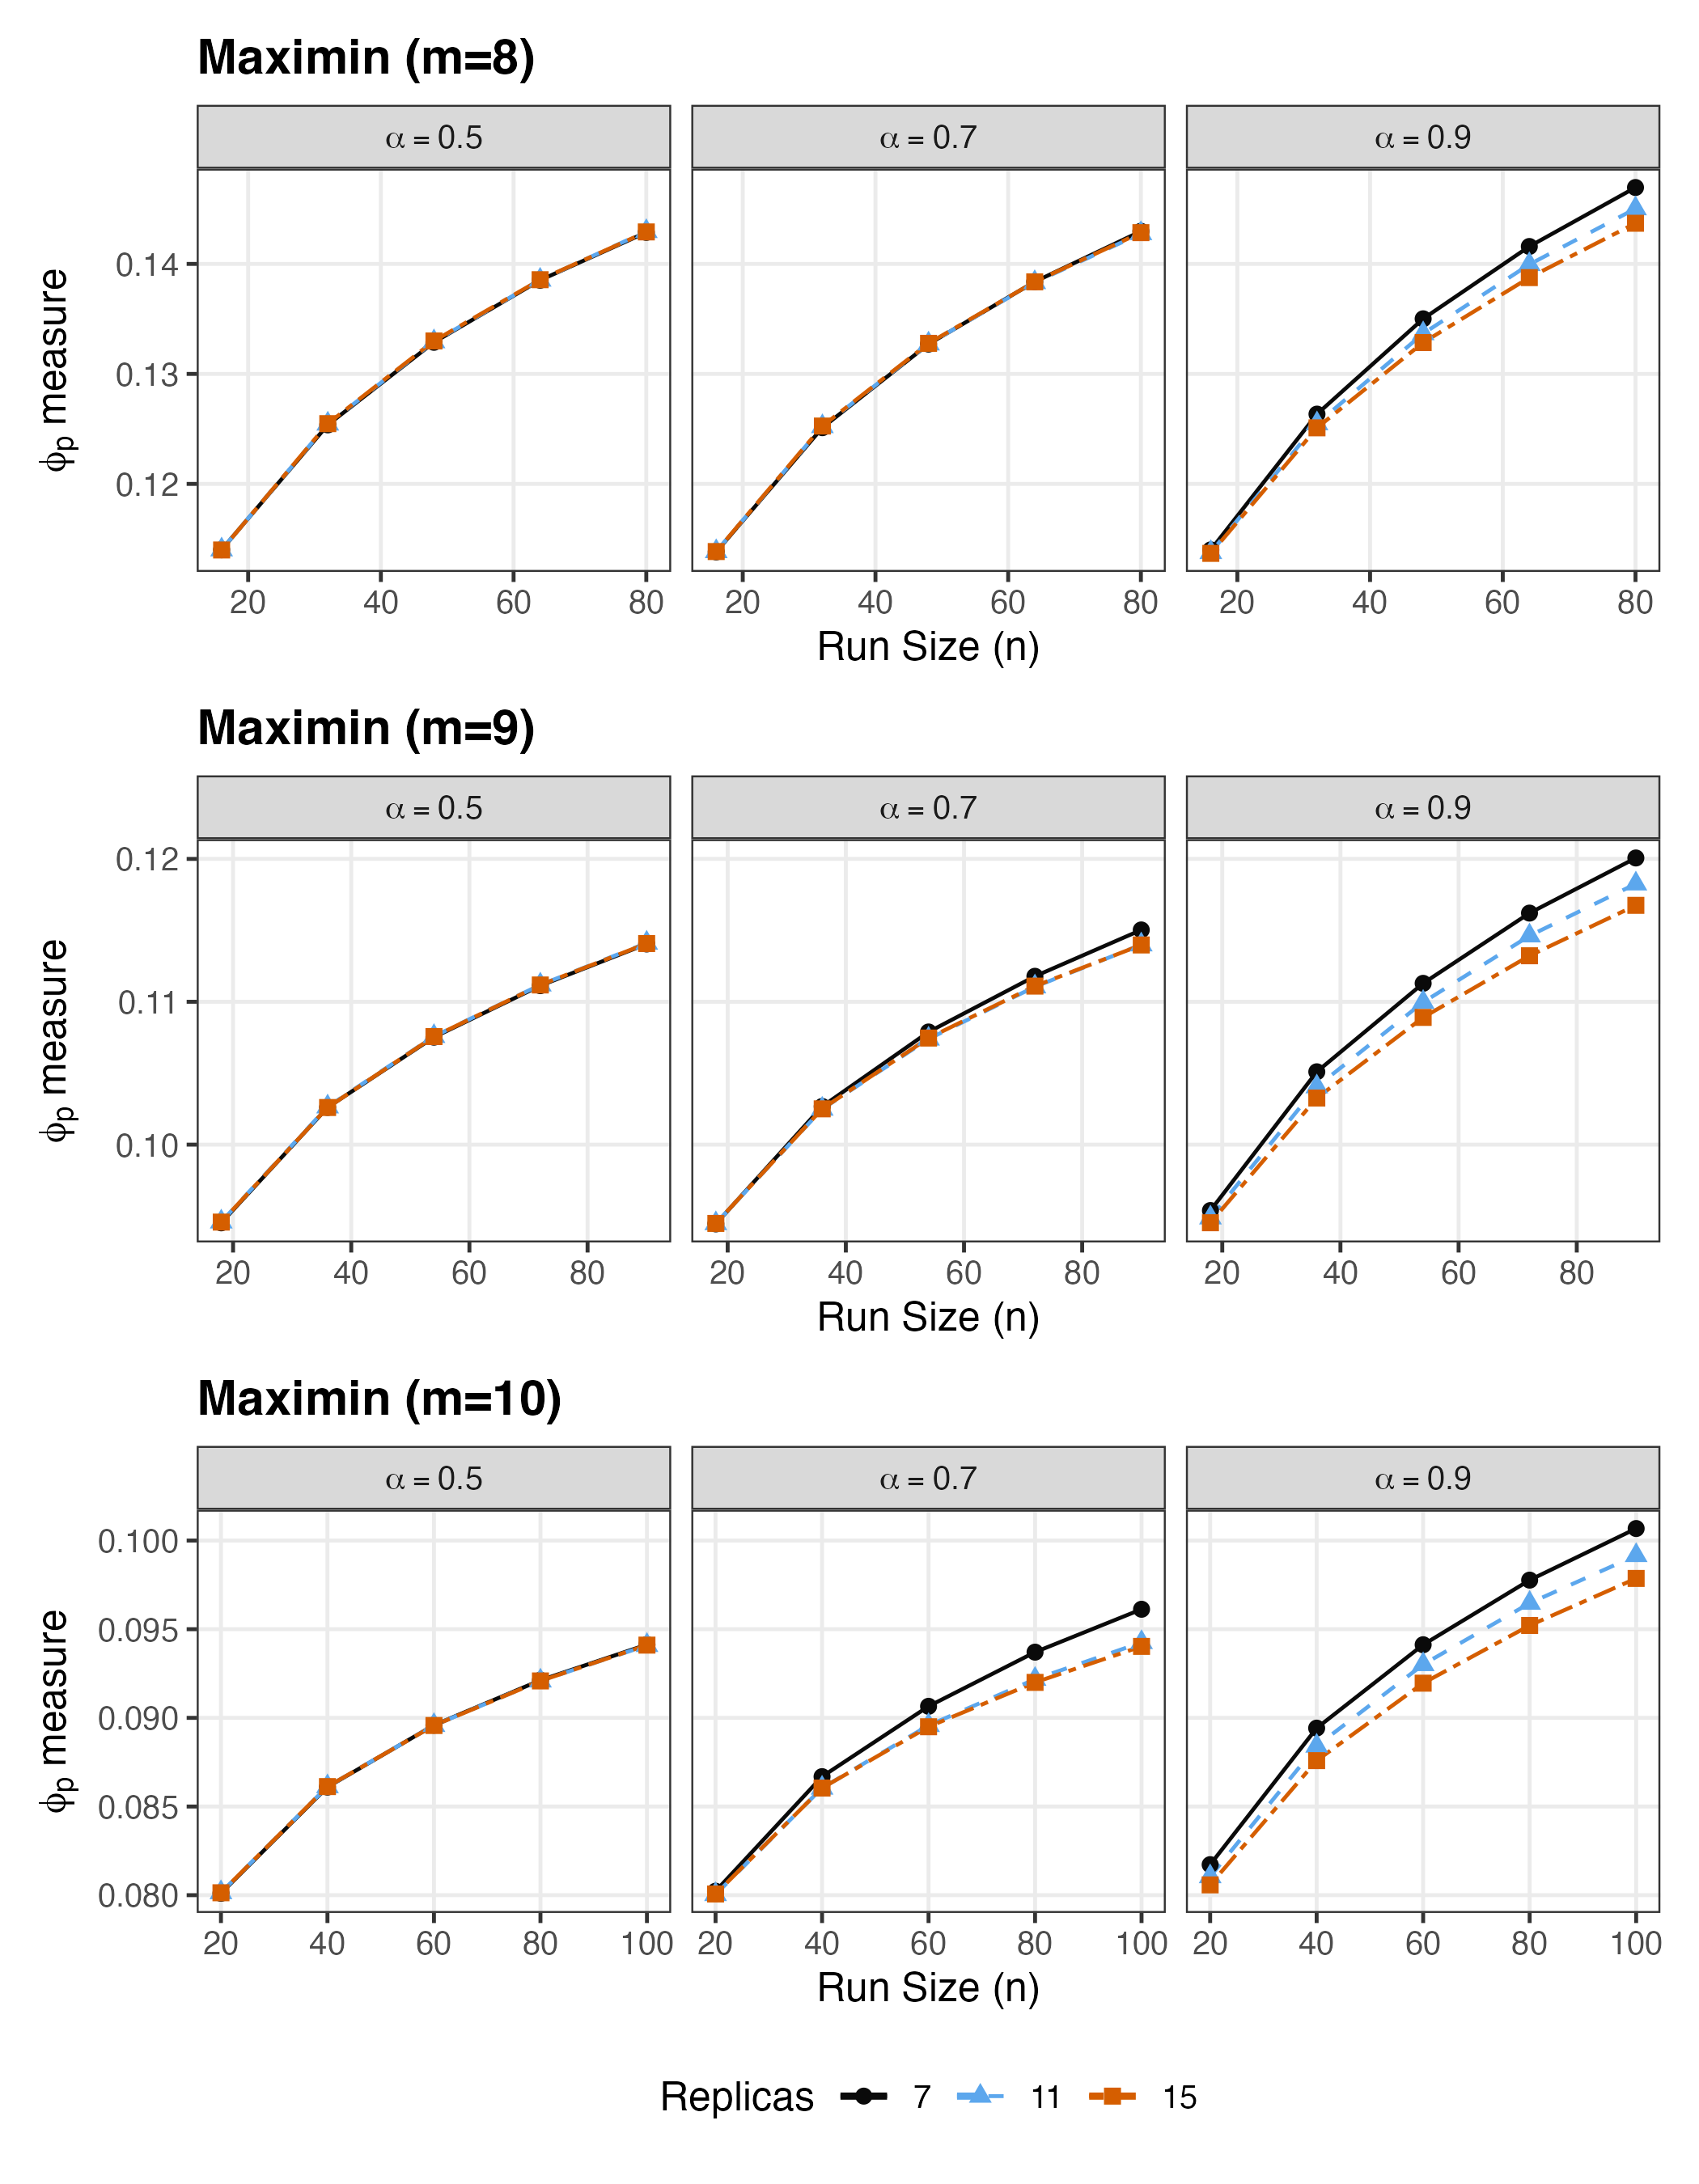 Maximin (m=8)
α = 0.5 α = 0.7 α = 0.9
ϕp measure
0.14
0.13
0.12
20 40 60 80 20 40 60 80 20 40 60 80
Run Size (n)
Maximin (m=9)
α = 0.5 α = 0.7 α = 0.9
ϕp measure
0.12
0.11
0.10
20 40 60 80 20 40 60 80 20 40 60 80
Run Size (n)
Maximin (m=10)
α = 0.5 α = 0.7 α = 0.9
ϕp measure
0.100
0.095
0.090
0.085
0.080
20 40 60 80 100 20 40 60 80 100 20 40 60 80 100
Run Size (n)
Replicas 7 11 15